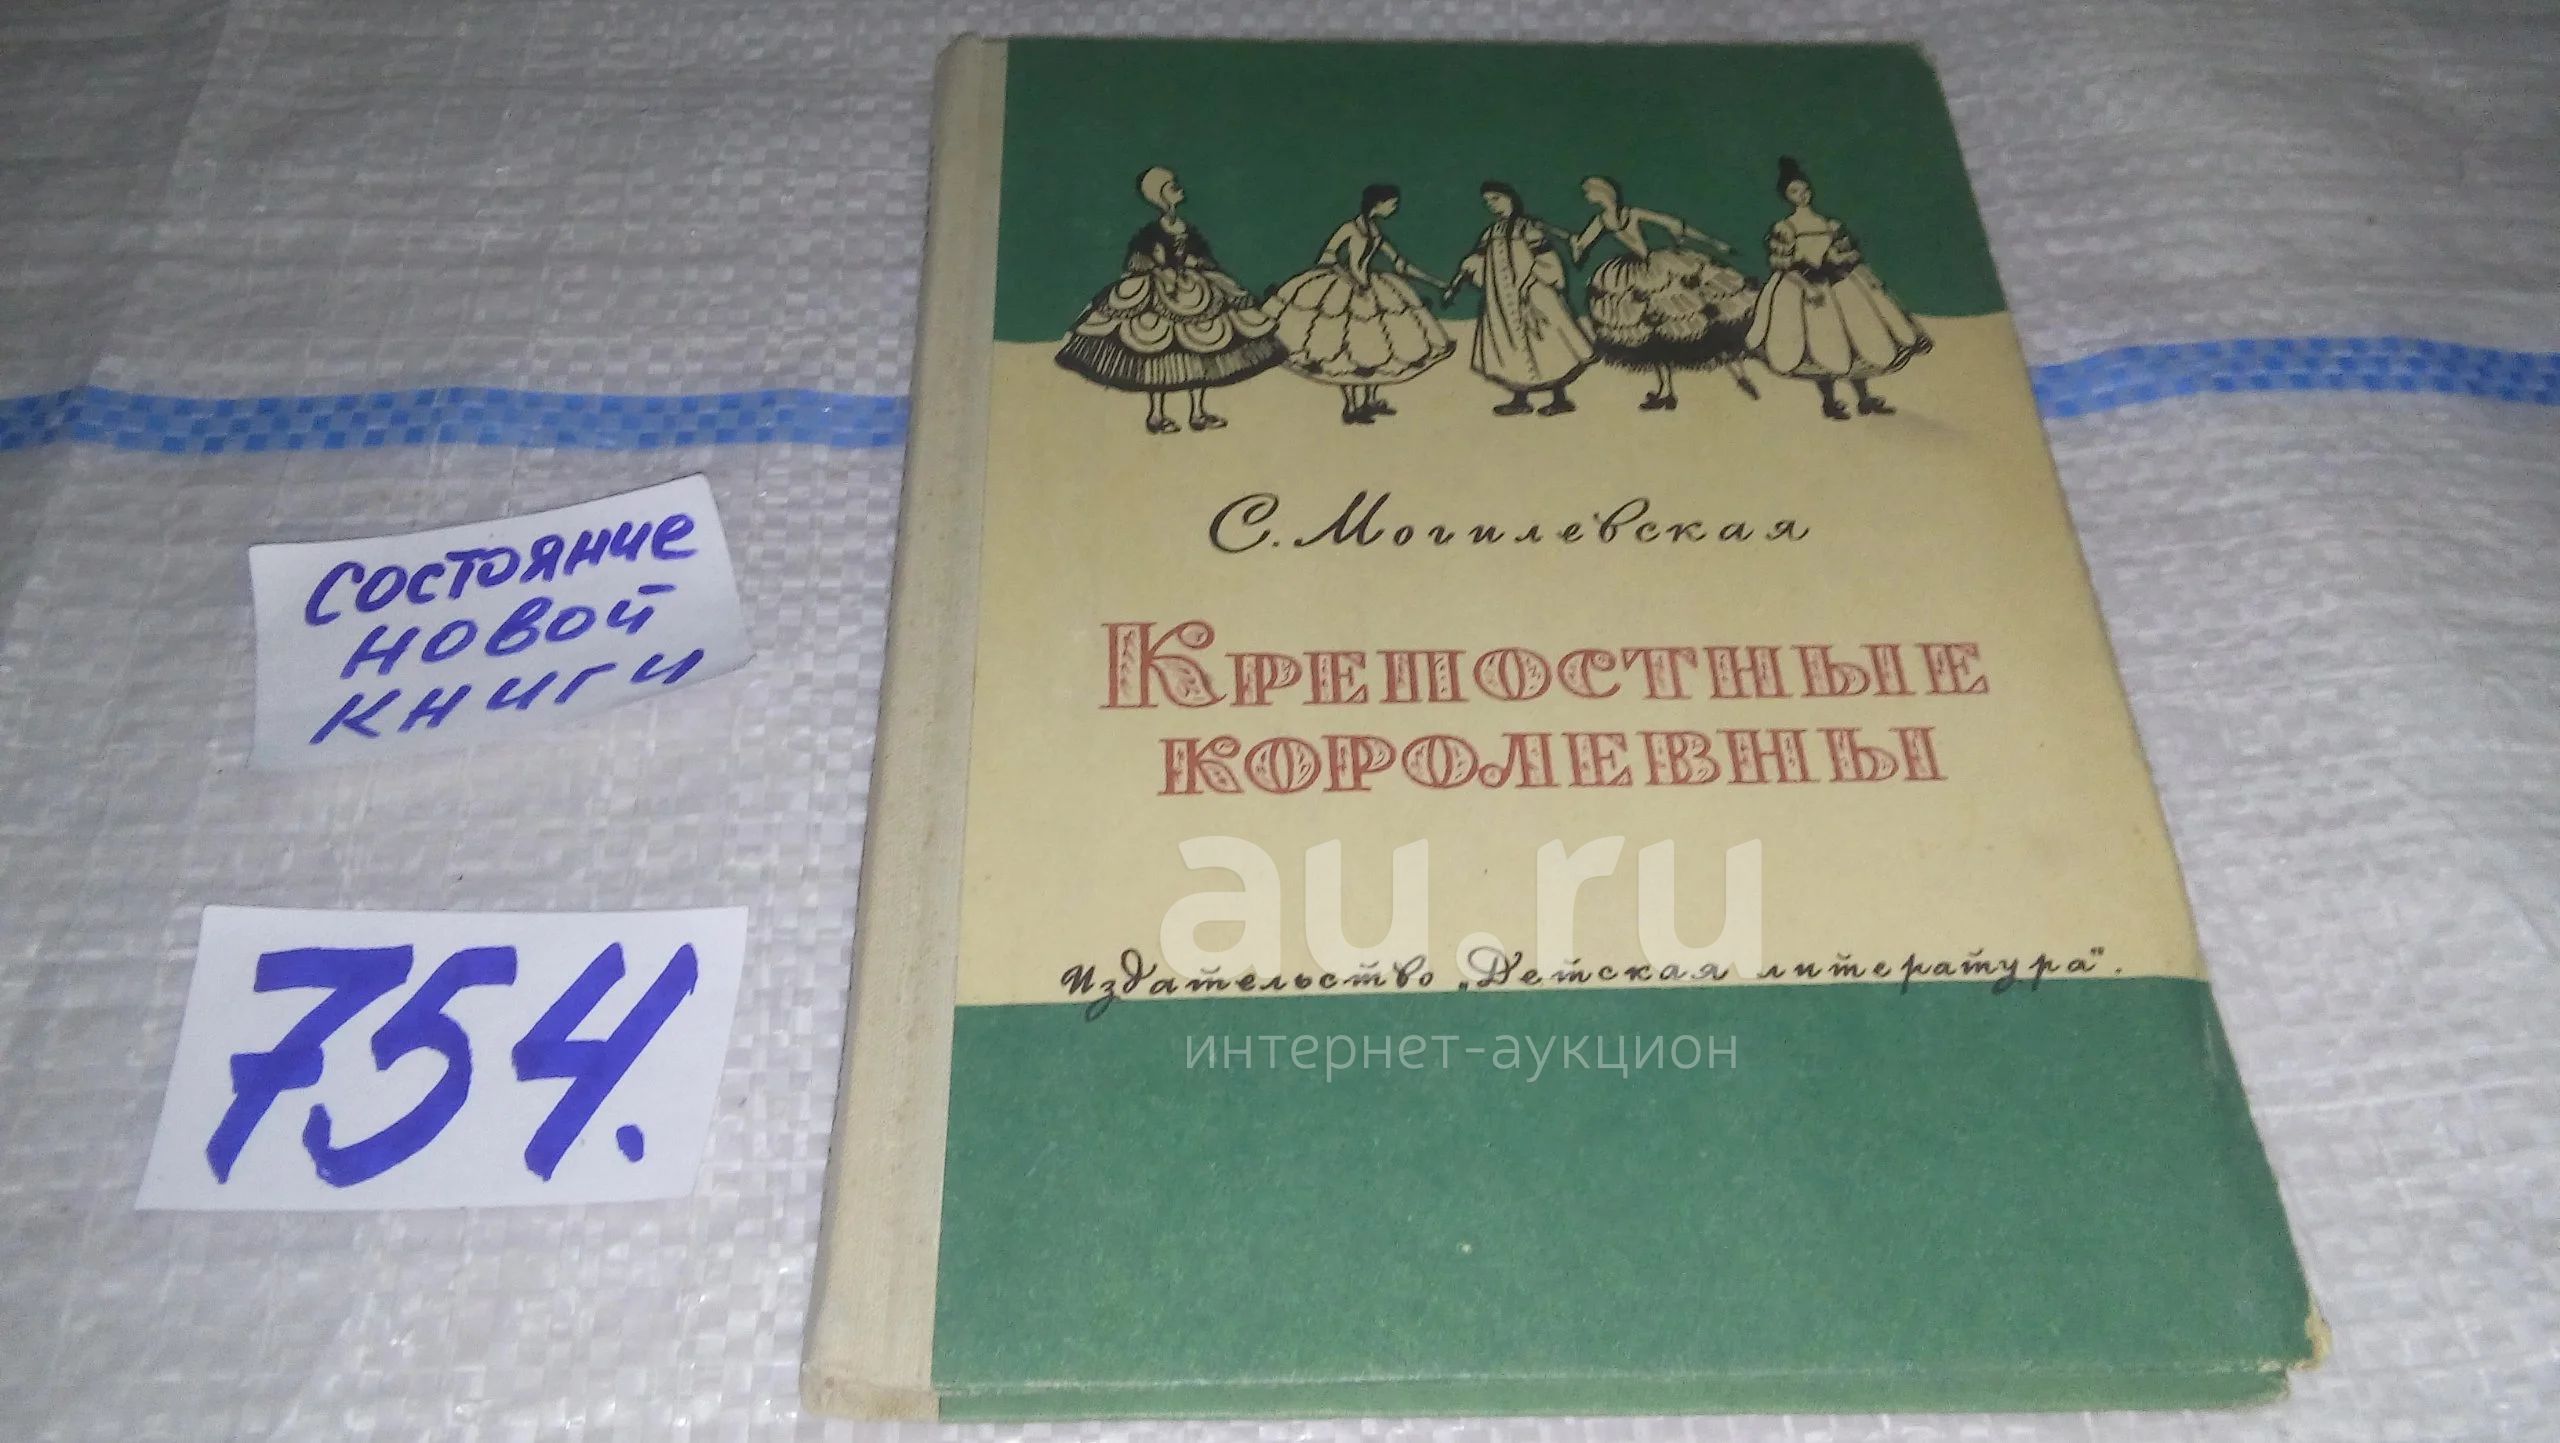 С. Могилевская
Крепостные
королевны
Издательство „Детская литература".
состояние
новой
книги
754.
au.ru
интернет-аукцион